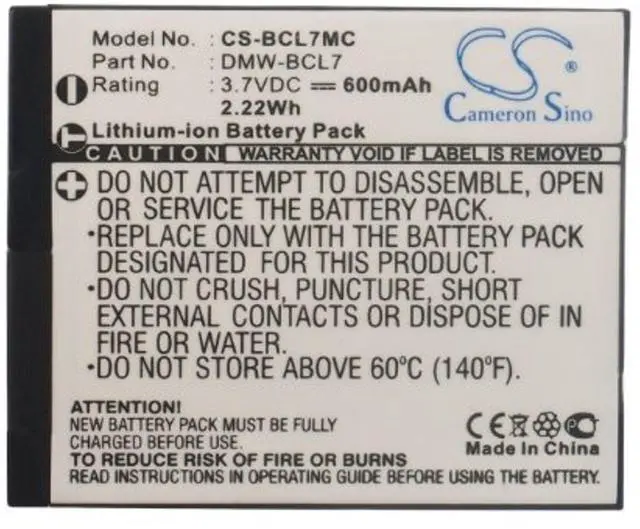 Model No. : CS-BCL7MC
Part No. : DMW-BCL7
Rating : 3.7VDC 600mAh
2.22Wh
CS
®
Cameron Sino
Lithium-ion Battery Pack
CAUTION WARRANTY VOID IF LABEL IS REMOVED
•DO NOT ATTEMPT TO DISASSEMBLE, OPEN
OR SERVICE THE BATTERY PACK.
•REPLACE ONLY WITH THE BATTERY PACK
DESIGNATED FOR THIS EQUIPMENT.
•DO NOT CRUSH, PUNCTURE, SHORT
EXTERNAL CONTACTS OR DISPOSE OF IN
FIRE OR WATER.
•DO NOT STORE ABOVE 60°C (140°F).
ATTENTION!
NEW BATTERY PACK MUST BE FULLY
CHARGED BEFORE FIRST USE.
TO REDUCE RISK OF FIRE OR INJURY,
READ INSTRUCTIONS IN OPERATING GUIDE BEFORE USING THE BATTERY.
CE
Made In China